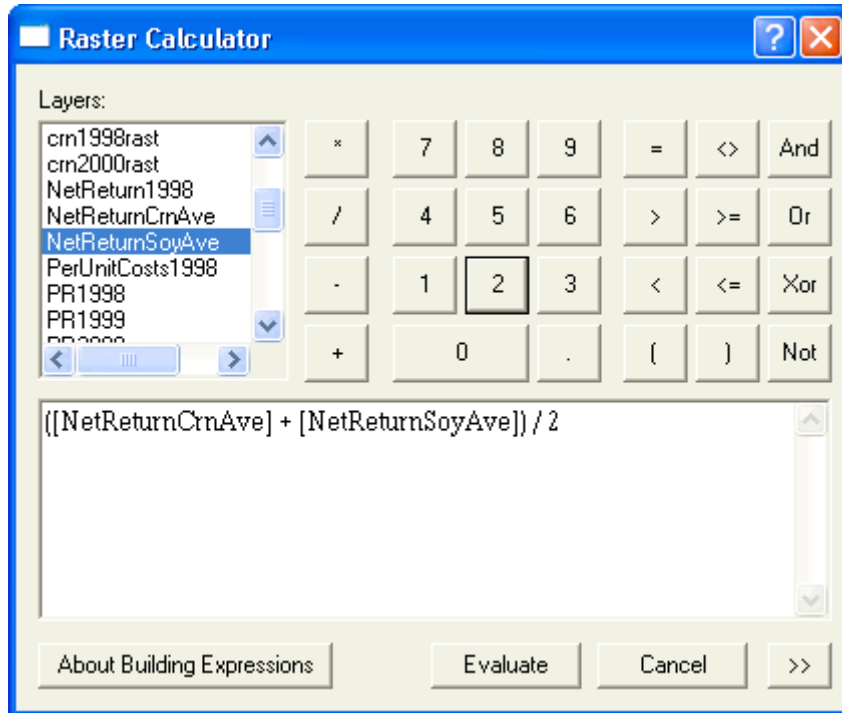 Raster Calculator
Layers:
crn1998rast
crn2000rast
NetReturn1998
NetReturnCrnAve
NetReturnSoyAve
PerUnitCosts1998
PR1998
PR1999
* 7 8 9 = <> And
/ 4 5 6 > >= Or
- 1 2 3 < <= Xor
+ 0 . ( ) Not
([NetReturnCrnAve] + [NetReturnSoyAve]) / 2
About Building Expressions Evaluate Cancel >>